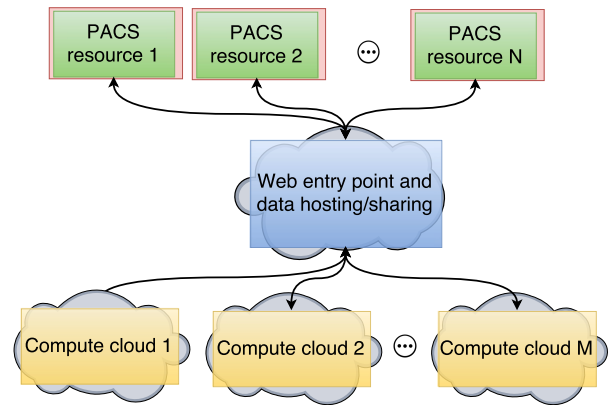 PACS
resource 1
PACS
resource 2
PACS
resource N
Web entry point and
data hosting/sharing
Compute cloud 1
Compute cloud 2
Compute cloud M